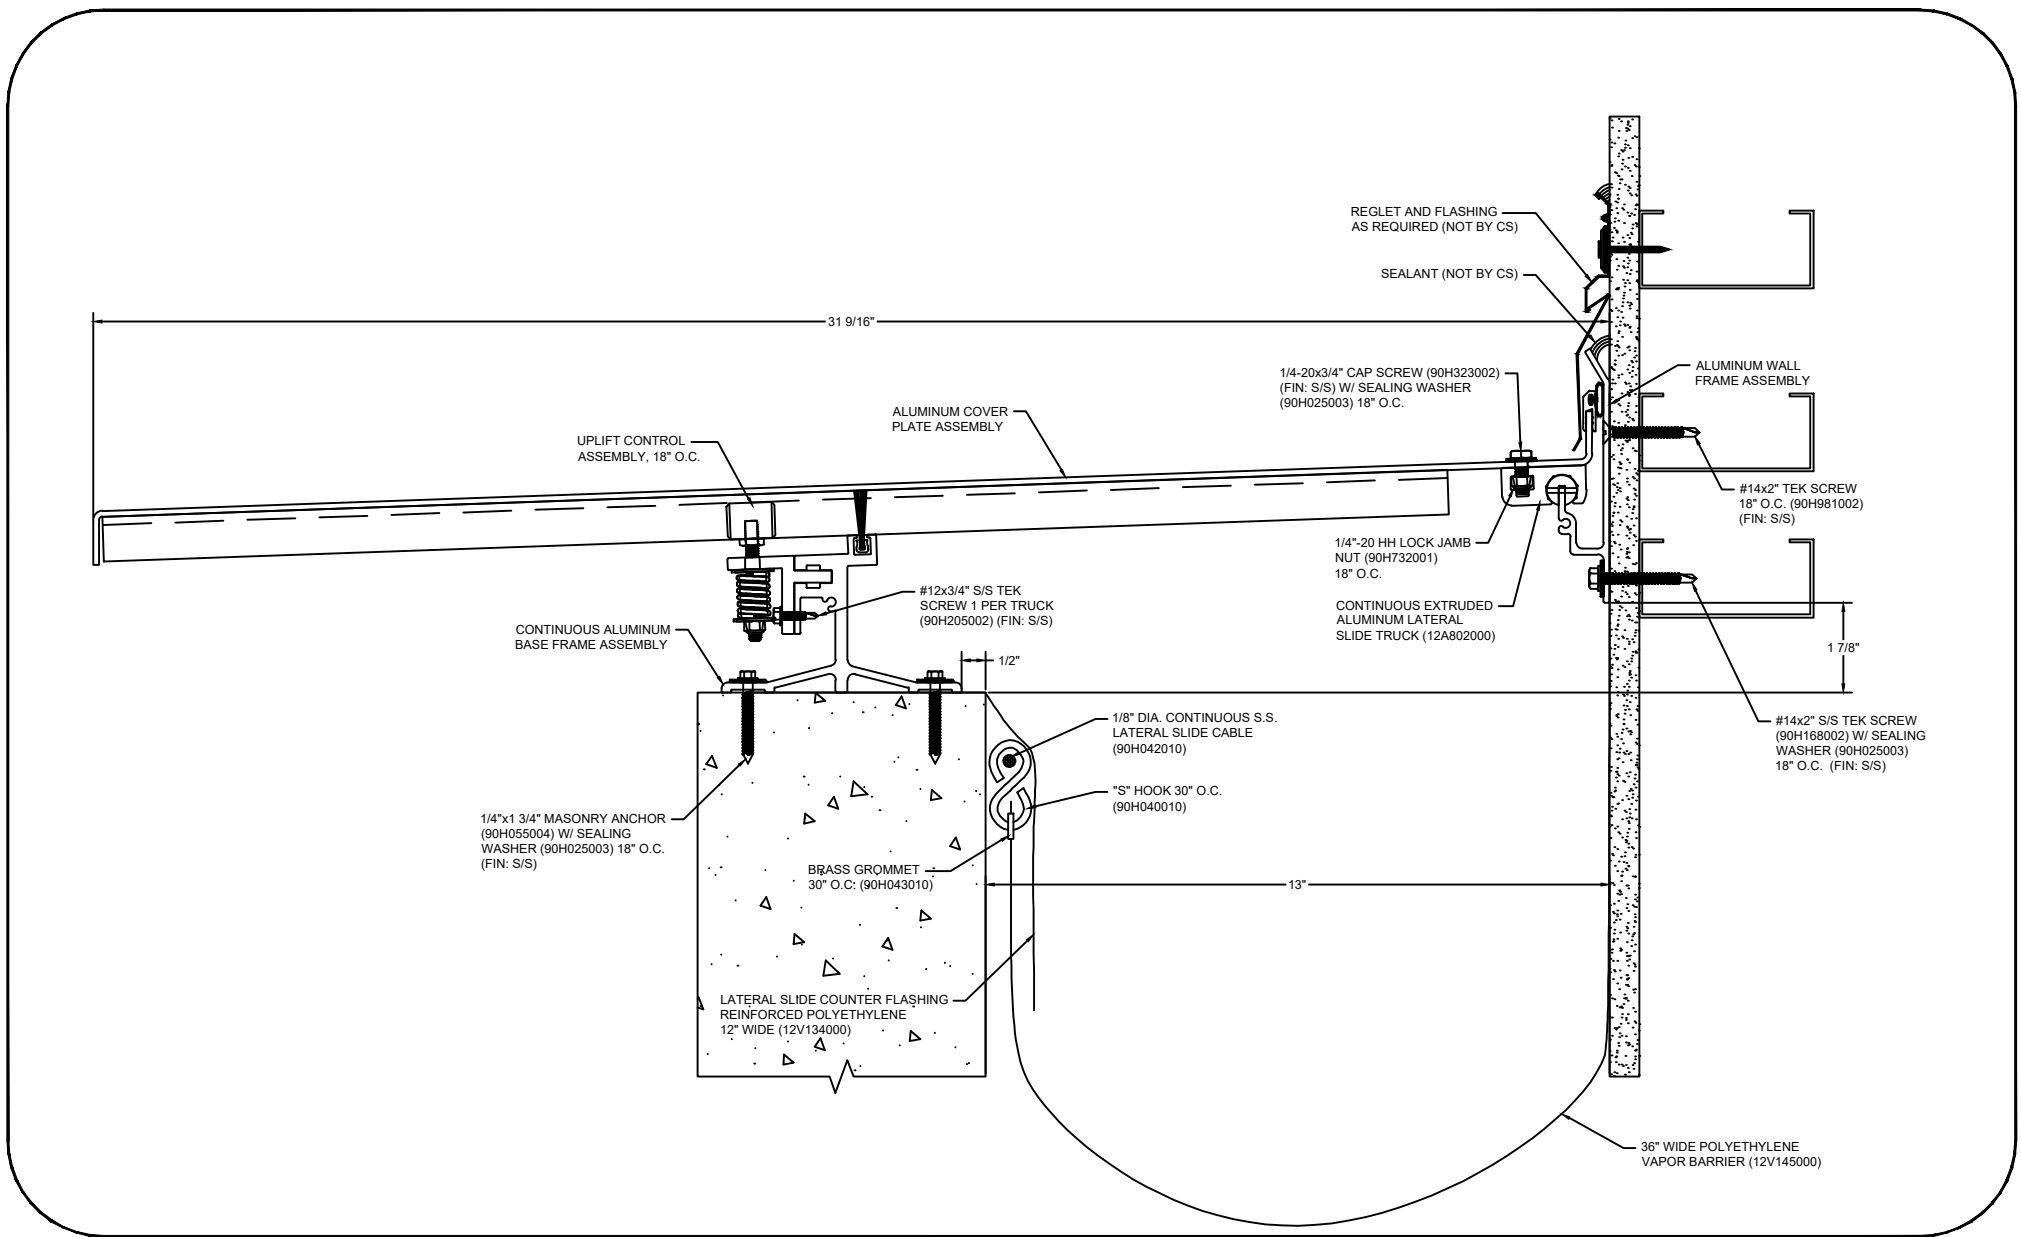 REGLET AND FLASHING
AS REQUIRED (NOT BY CS)
SEALANT (NOT BY CS)
31 9/16"
1/4-20x3/4" CAP SCREW (90H323002)
(FIN: S/S) W/ SEALING WASHER
(90H025003) 18" O.C.
ALUMINUM WALL
FRAME ASSEMBLY
ALUMINUM COVER
PLATE ASSEMBLY
UPLIFT CONTROL
ASSEMBLY, 18" O.C.
#14x2" TEK SCREW
18" O.C. (90H981002)
(FIN: S/S)
1/4"-20 HH LOCK JAMB
NUT (90H732001)
18" O.C.
#12x3/4" S/S TEK
SCREW 1 PER TRUCK
(90H205002) (FIN: S/S)
CONTINUOUS EXTRUDED
ALUMINUM LATERAL
SLIDE TRUCK (12A802000)
CONTINUOUS ALUMINUM
BASE FRAME ASSEMBLY
1/2"
1 7/8"
1/8" DIA. CONTINUOUS S.S.
LATERAL SLIDE CABLE
(90H042010)
#14x2" S/S TEK SCREW
(90H168002) W/ SEALING
WASHER (90H025003)
18" O.C. (FIN: S/S)
"S" HOOK 30" O.C.
(90H040010)
1/4"x1 3/4" MASONRY ANCHOR
(90H055004) W/ SEALING
WASHER (90H025003) 18" O.C.
(FIN: S/S)
BRASS GROMMET
30" O.C. (90H043010)
13"
LATERAL SLIDE COUNTER FLASHING
REINFORCED POLYETHYLENE
12" WIDE (12V134000)
36" WIDE POLYETHYLENE
VAPOR BARRIER (12V145000)